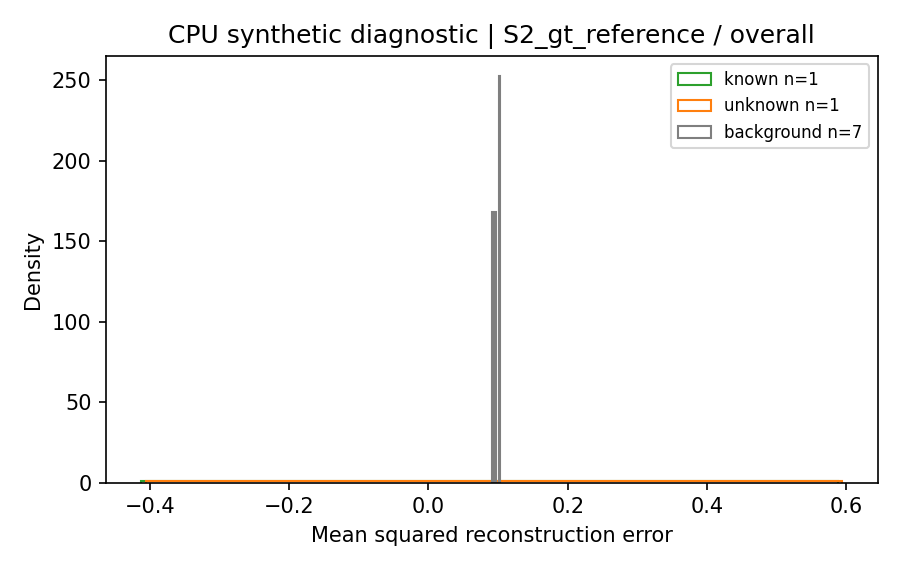 CPU synthetic diagnostic | S2_gt_reference / overall
known n=1
unknown n=1
background n=7
Density
250
200
150
100
50
0
−0.4
−0.2
0.0
0.2
0.4
0.6
Mean squared reconstruction error